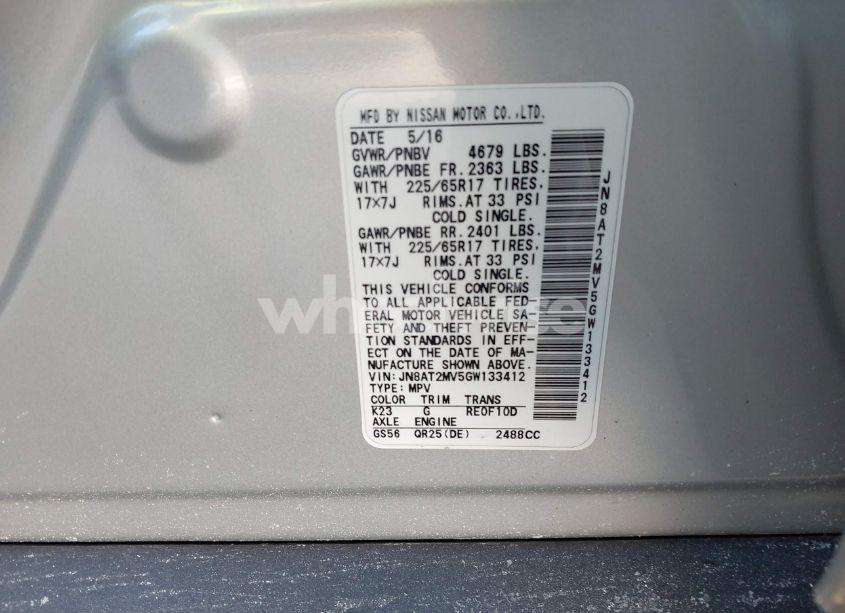 MFD BY NISSAN MOTOR CO.,LTD.
DATE 5/16
GVWR/PNBV 4679 LBS.
GAWR/PNBE FR. 2363 LBS.
WITH 225/65R17 TIRES,
17×7J RIMS.AT 33 PSI
COLD SINGLE.
GAWR/PNBE RR. 2401 LBS.
WITH 225/65R17 TIRES,
17×7J RIMS.AT 33 PSI
COLD SINGLE.
THIS VEHICLE CONFORMS
TO ALL APPLICABLE FED-
ERAL MOTOR VEHICLE SA-
FETY AND THEFT PREVEN-
TION STANDARDS IN EFF-
ECT ON THE DATE OF MA-
NUFACTURE SHOWN ABOVE.
VIN:JN8AT2MV5GW133412
TYPE:MPV
COLOR TRIM TRANS
K23 G RE0F10D
AXLE ENGINE
GS56 QR25(DE) 2488CC
JN8AT2MV5GW133412